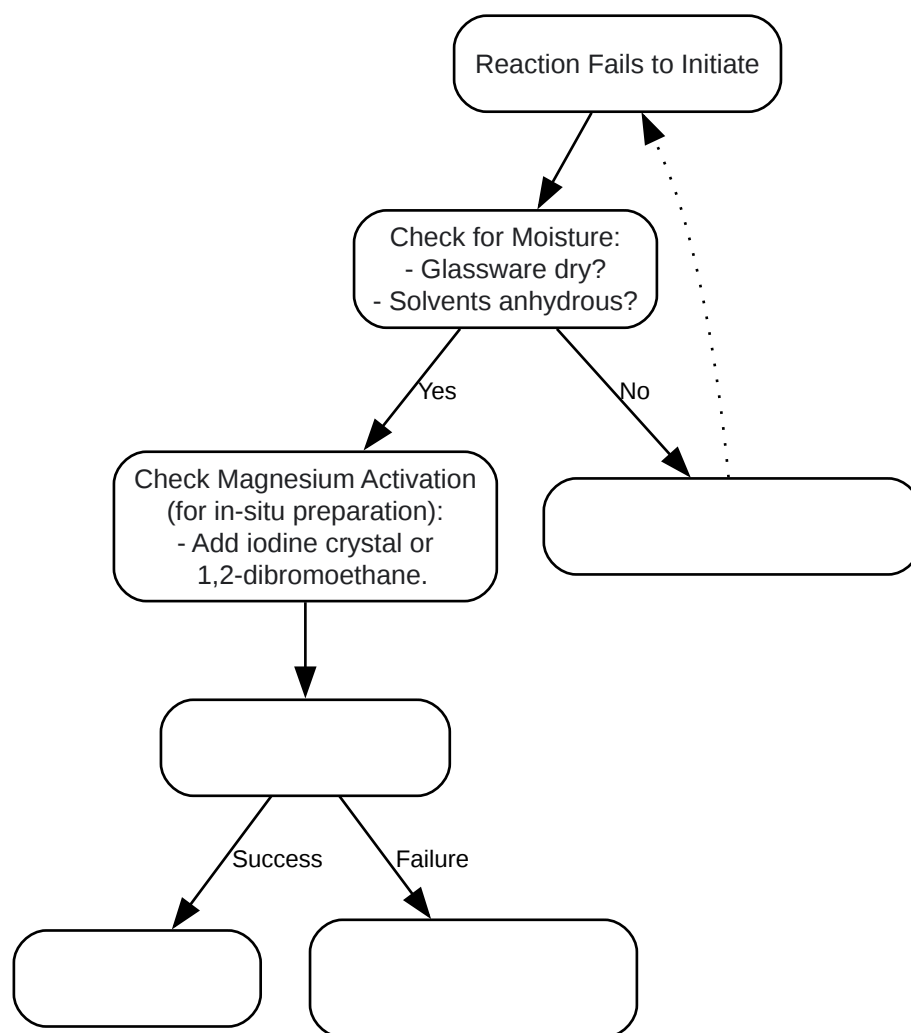 Reaction Fails to Initiate
Check for Moisture:
- Glassware dry?
- Solvents anhydrous?
Yes
No
Check Magnesium Activation
(for in-situ preparation):
- Add iodine crystal or
1,2-dibromoethane.
Success
Failure